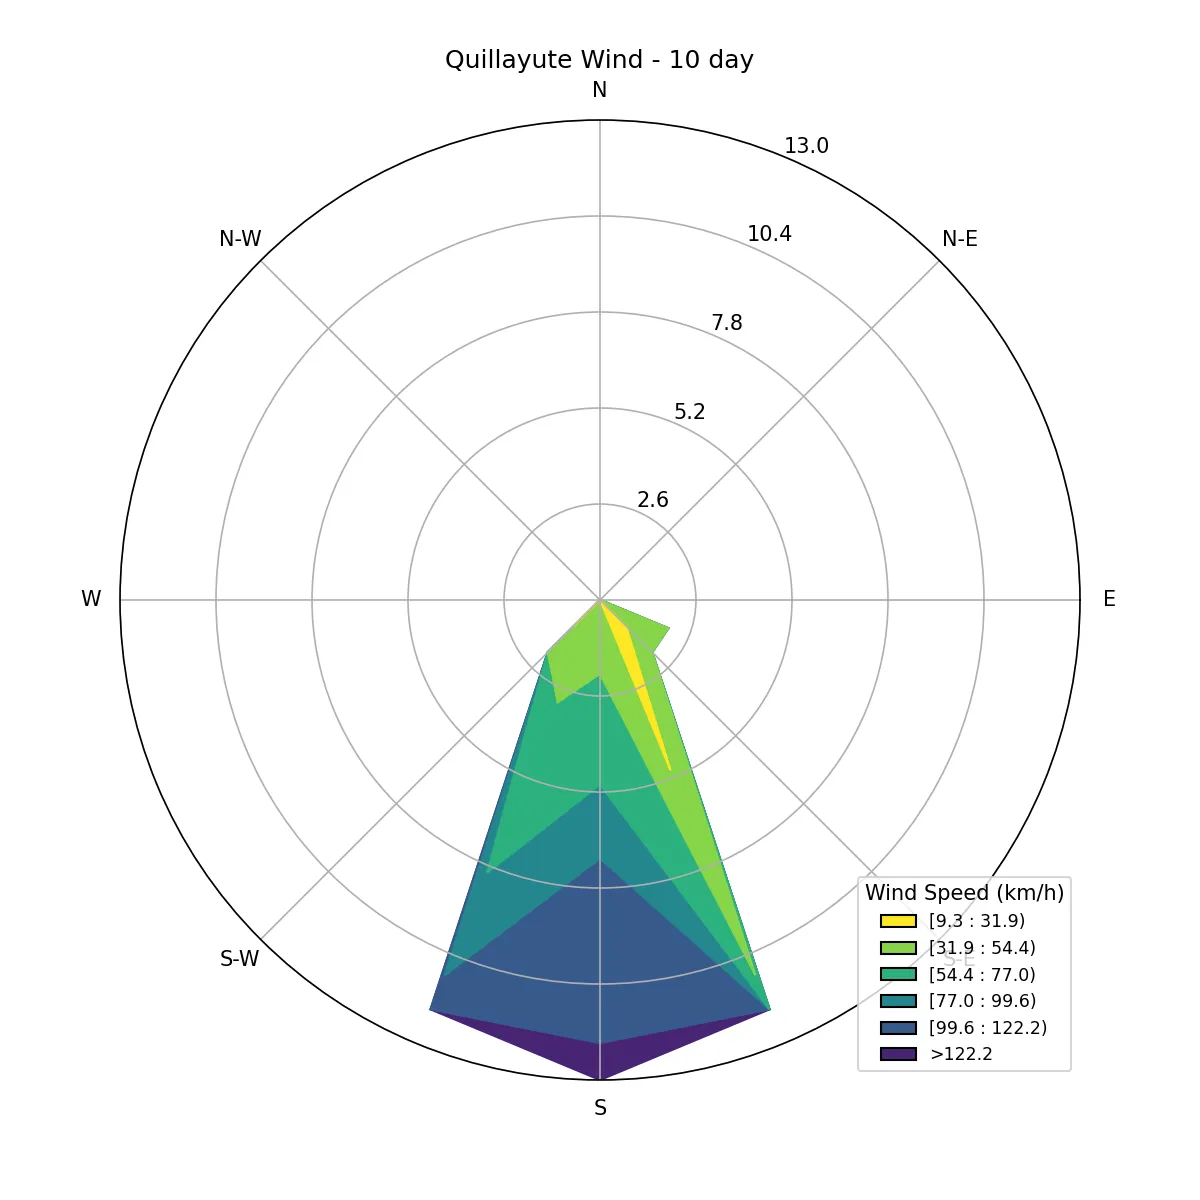 Quillayute Wind - 10 day
N
13.0
N-W
N-E
10.4
7.8
5.2
2.6
W
E
Wind Speed (km/h)
[9.3 : 31.9)
[31.9 : 54.4)
S-W
S-E
[54.4 : 77.0)
[77.0 : 99.6)
[99.6 : 122.2)
>122.2
S